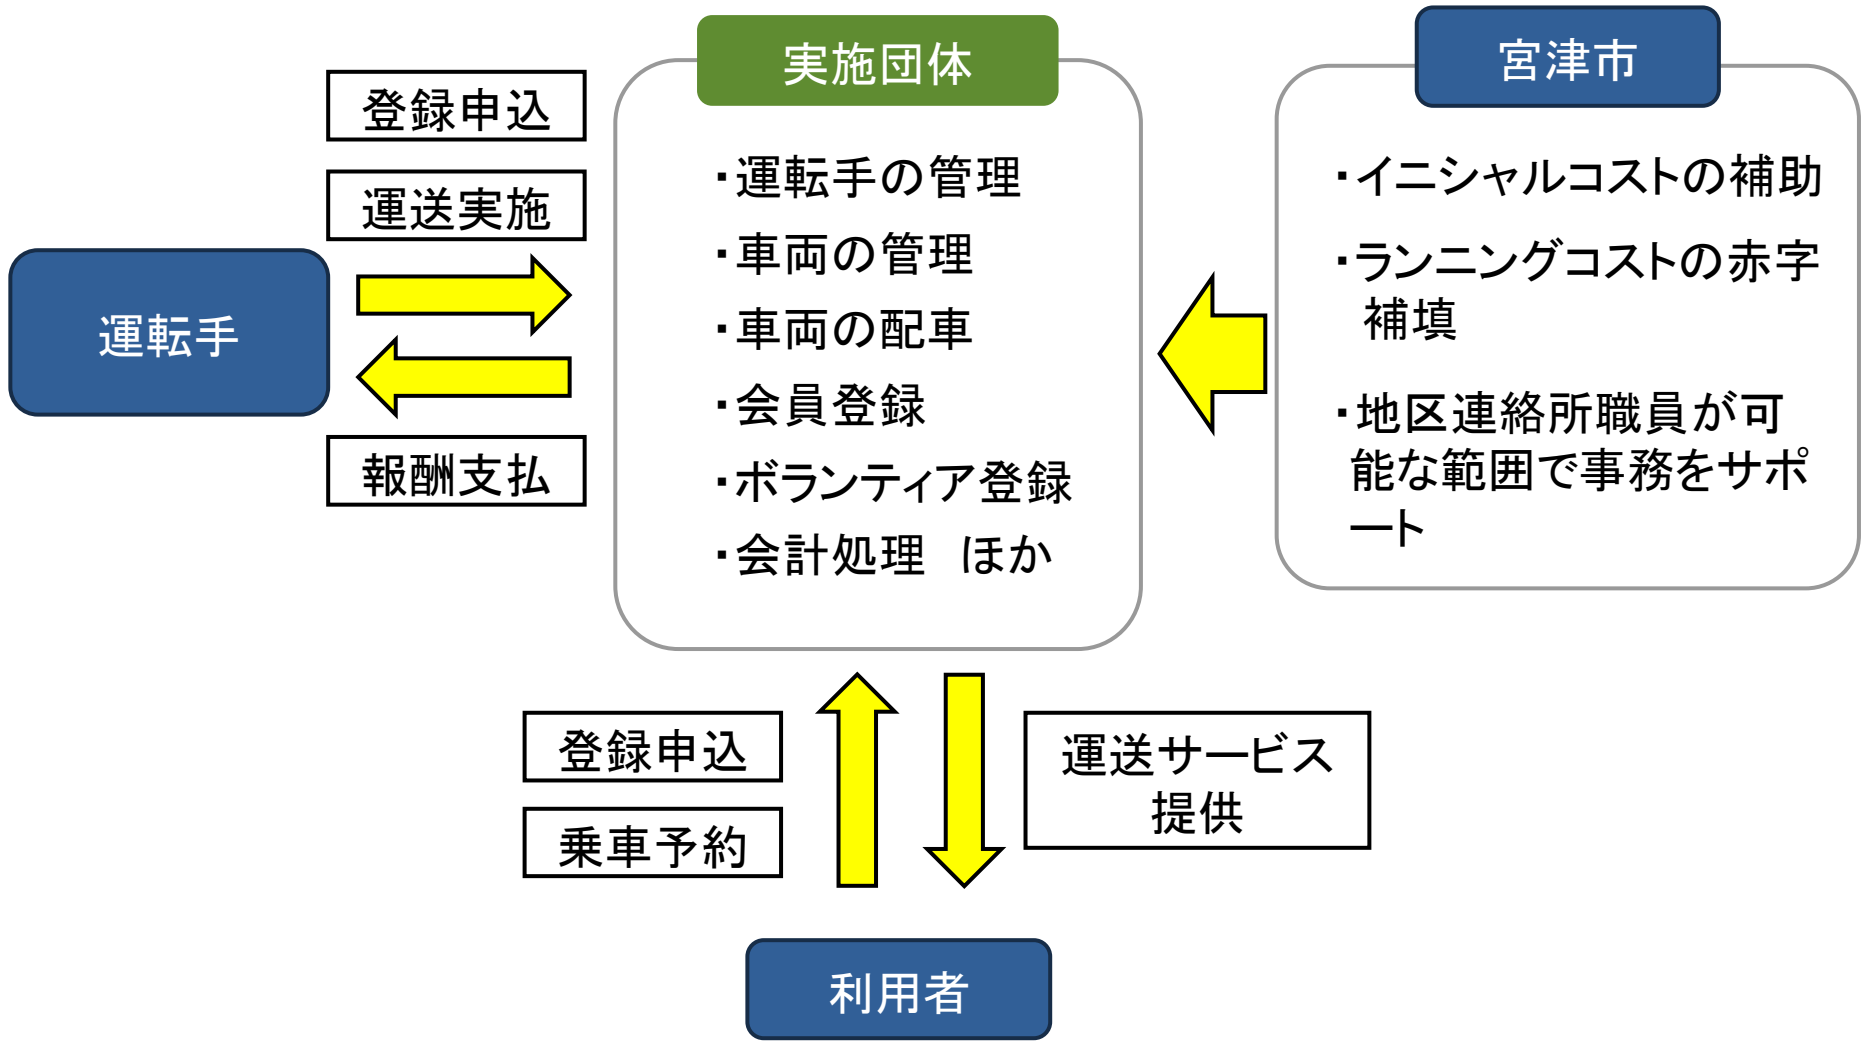 実施団体
宮津市
登録申込
運送実施
運転手
報酬支払
・運転手の管理
・車両の管理
・車両の配車
・会員登録
・ボランティア登録
・会計処理　ほか
・イニシャルコストの補助
・ランニングコストの赤字
補填
・地区連絡所職員が可
能な範囲で事務をサポ
ート
登録申込
乗車予約
運送サービス
提供
利用者